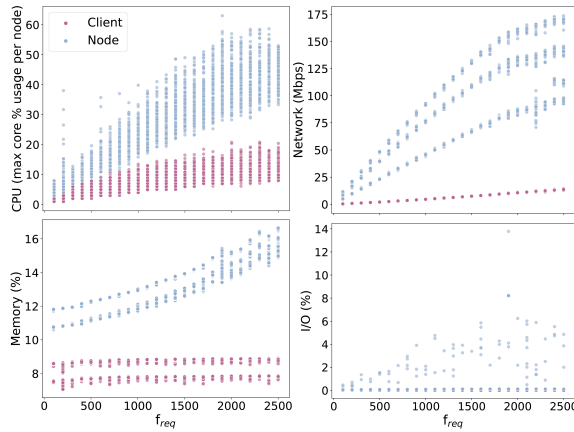 CPU (max core % usage per node)
60
50
40
30
20
10
0
Client
Node
Network (Mbps)
175
150
125
100
75
50
25
0
Memory (%)
16
14
12
10
8
0 500 1000 1500 2000 2500
f_req
I/O (%)
14
12
10
8
6
4
2
0
0 500 1000 1500 2000 2500
f_req